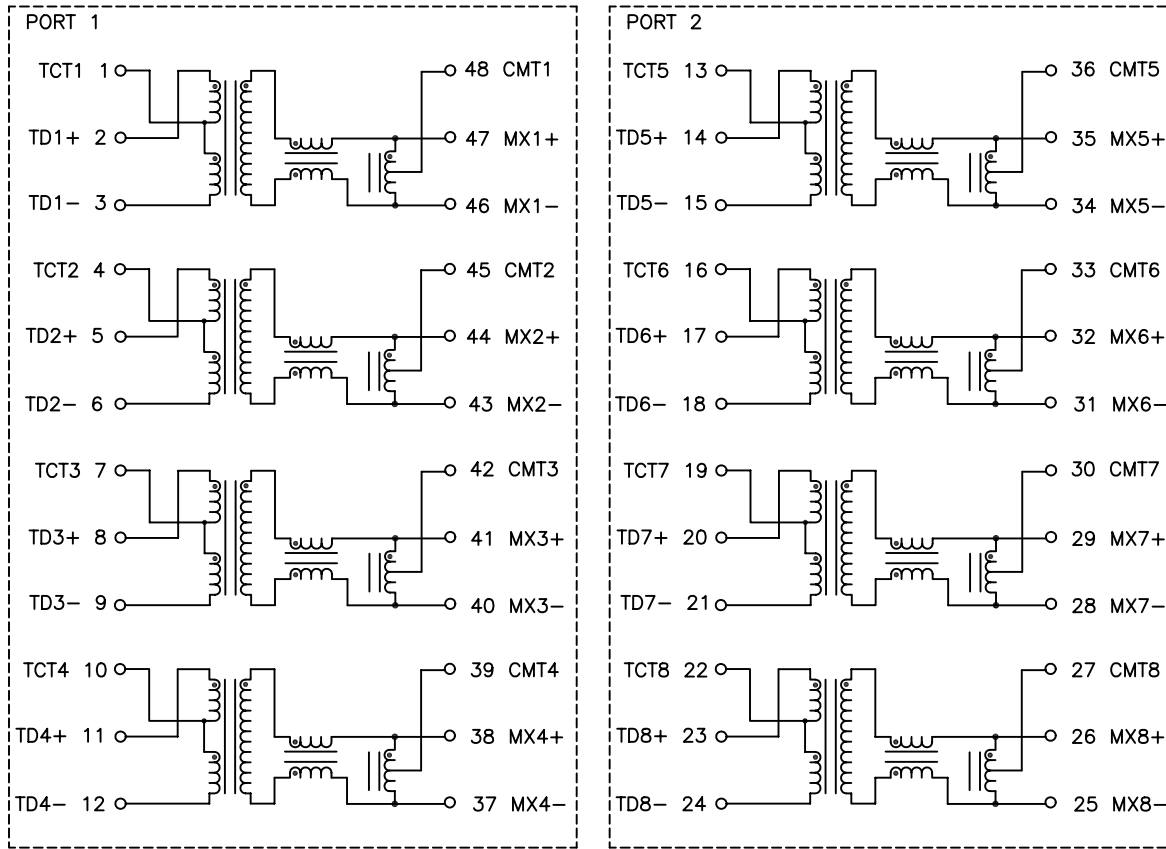 PORT 1
TCT1 1 48 CMT1
TD1+ 2 47 MX1+
TD1- 3 46 MX1-
TCT2 4 45 CMT2
TD2+ 5 44 MX2+
TD2- 6 43 MX2-
TCT3 7 42 CMT3
TD3+ 8 41 MX3+
TD3- 9 40 MX3-
TCT4 10 39 CMT4
TD4+ 11 38 MX4+
TD4- 12 37 MX4-
PORT 2
TCT5 13 36 CMT5
TD5+ 14 35 MX5+
TD5- 15 34 MX5-
TCT6 16 33 CMT6
TD6+ 17 32 MX6+
TD6- 18 31 MX6-
TCT7 19 30 CMT7
TD7+ 20 29 MX7+
TD7- 21 28 MX7-
TCT8 22 27 CMT8
TD8+ 23 26 MX8+
TD8- 24 25 MX8-